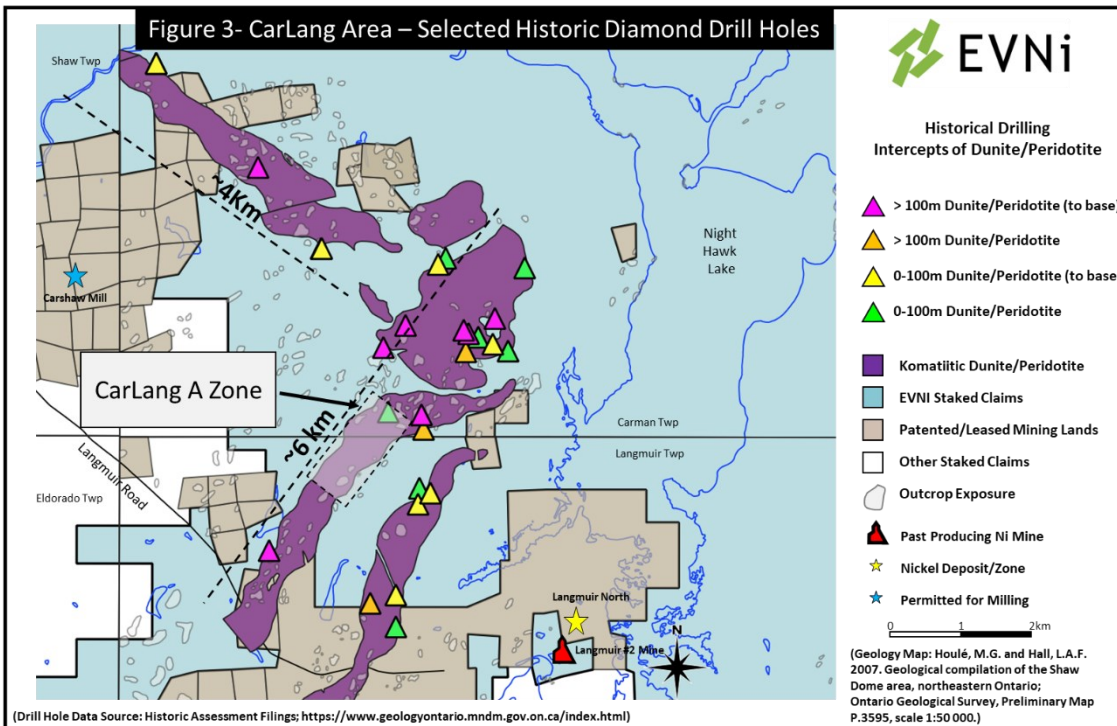 Figure 3- CarLang Area – Selected Historic Diamond Drill Holes
EVNi
Shaw Twp
Historical Drilling
Intercepts of Dunite/Peridotite
~4Km
> 100m Dunite/Peridotite (to base)
> 100m Dunite/Peridotite
0-100m Dunite/Peridotite (to base
0-100m Dunite/Peridotite
Night
Hawk
Lake
Carshaw Mill
CarLang A Zone
~6 km
Komatiitic Dunite/Peridotite
EVNI Staked Claims
Patented/Leased Mining Lands
Other Staked Claims
Outcrop Exposure
Past Producing Ni Mine
Nickel Deposit/Zone
Permitted for Milling
Carman Twp
Langmuir Twp
Langmuir Road
Eldorado Twp
Langmuir North
Langmuir #2 Mine
N
0 1 2km
(Geology Map: Houlé, M.G. and Hall, L.A.F.
2007. Geological compilation of the Shaw
Dome area, northeastern Ontario;
Ontario Geological Survey, Preliminary Map
P.3595, scale 1:50 000.)
(Drill Hole Data Source: Historic Assessment Filings; https://www.geologyontario.mndm.gov.on.ca/index.html)